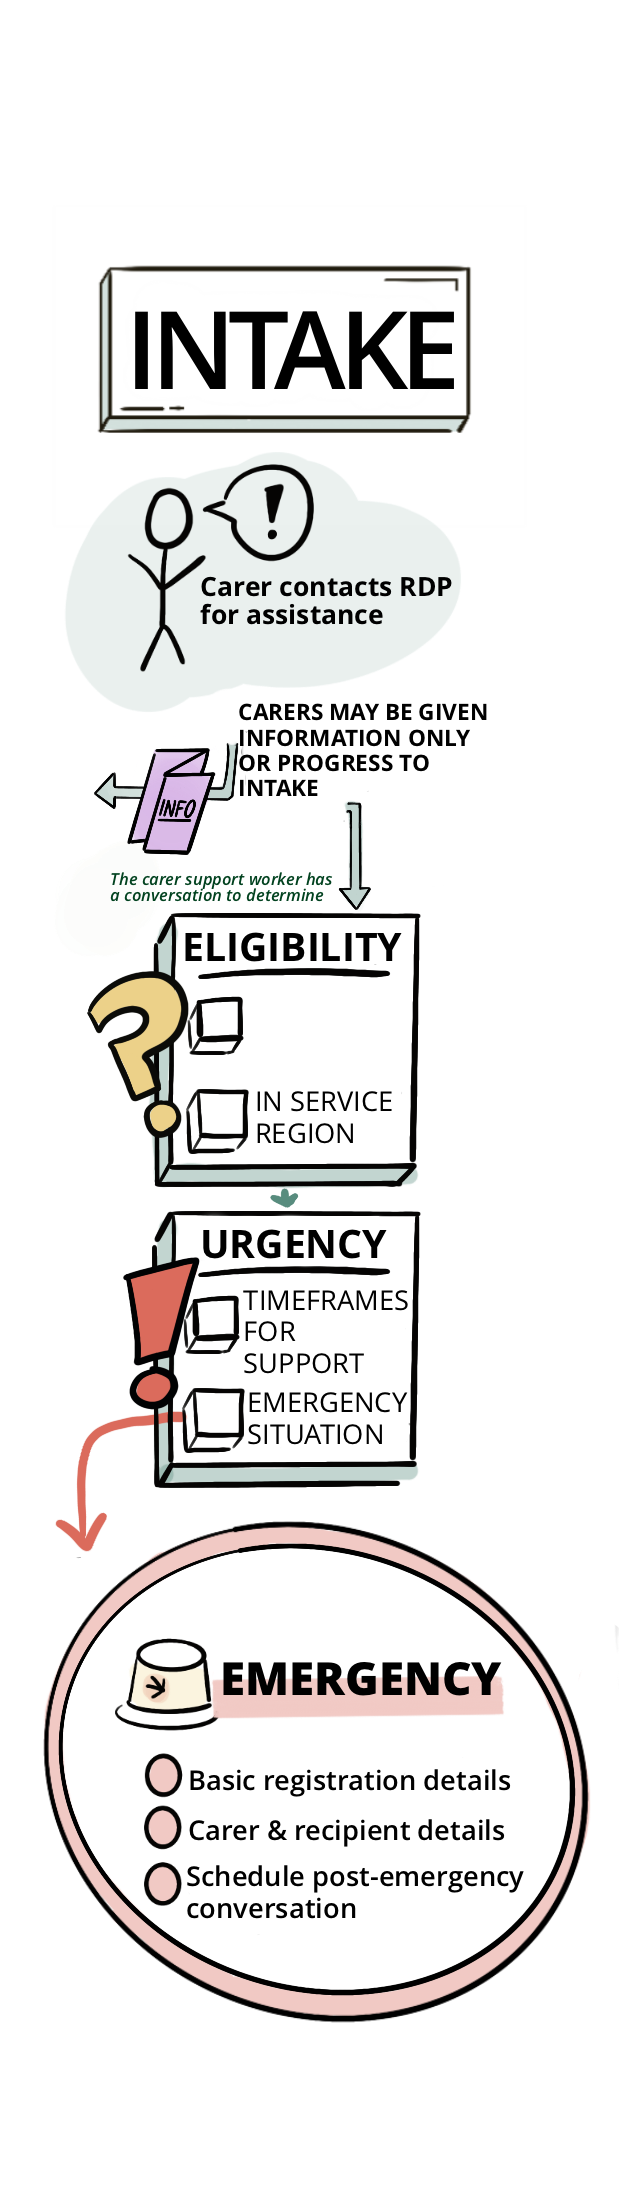 INTAKE
!
Carer contacts RDP
for assistance
CARERS MAY BE GIVEN
INFORMATION ONLY
OR PROGRESS TO
INTAKE
INFO
The carer support worker has
a conversation to determine
ELIGIBILITY
?
IN SERVICE
REGION
URGENCY
!
TIMEFRAMES
FOR
SUPPORT
EMERGENCY
SITUATION
EMERGENCY
Basic registration details
Carer & recipient details
Schedule post-emergency
conversation